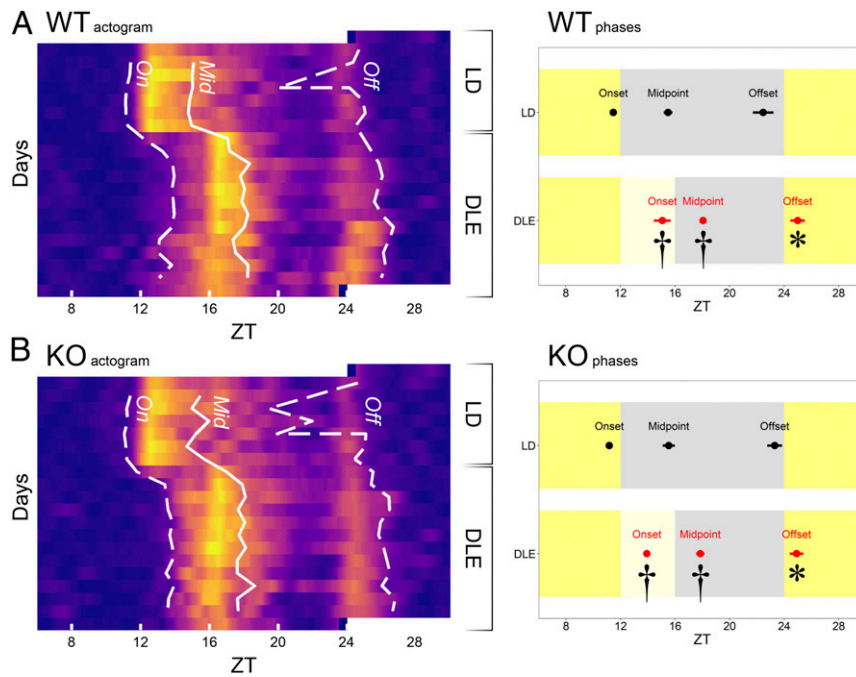 A WT actogram
On
Mid
Off
LD
DLE
Days
8 12 16 20 24 28
ZT
WT phases
Onset Midpoint Offset
LD
Onset Midpoint Offset
DLE
† † *
8 12 16 20 24 28
ZT
B KO actogram
On
Mid
Off
LD
DLE
Days
8 12 16 20 24 28
ZT
KO phases
Onset Midpoint Offset
LD
Onset Midpoint Offset
DLE
† † *
8 12 16 20 24 28
ZT